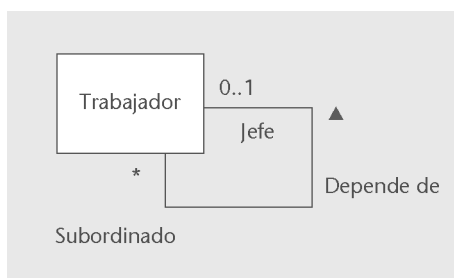 Trabajador
0..1
Jefe
▲
*
Depende de
Subordinado